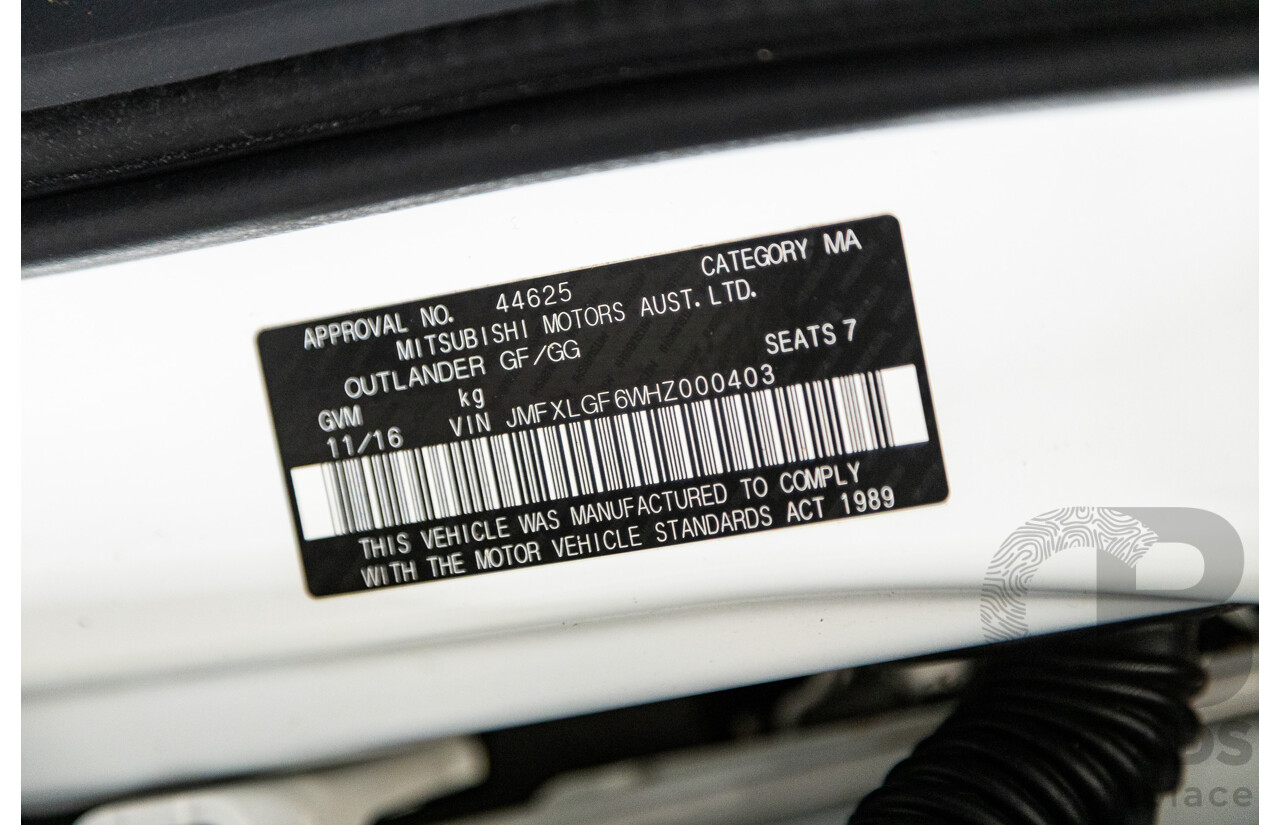 APPROVAL NO. 44625 CATEGORY MA
MITSUBISHI MOTORS AUST. LTD.
OUTLANDER GF/GG SEATS 7
GVM kg
11/16 VIN JMFXLGF6WHZ000403
THIS VEHICLE WAS MANUFACTURED TO COMPLY
WITH THE MOTOR VEHICLE STANDARDS ACT 1989